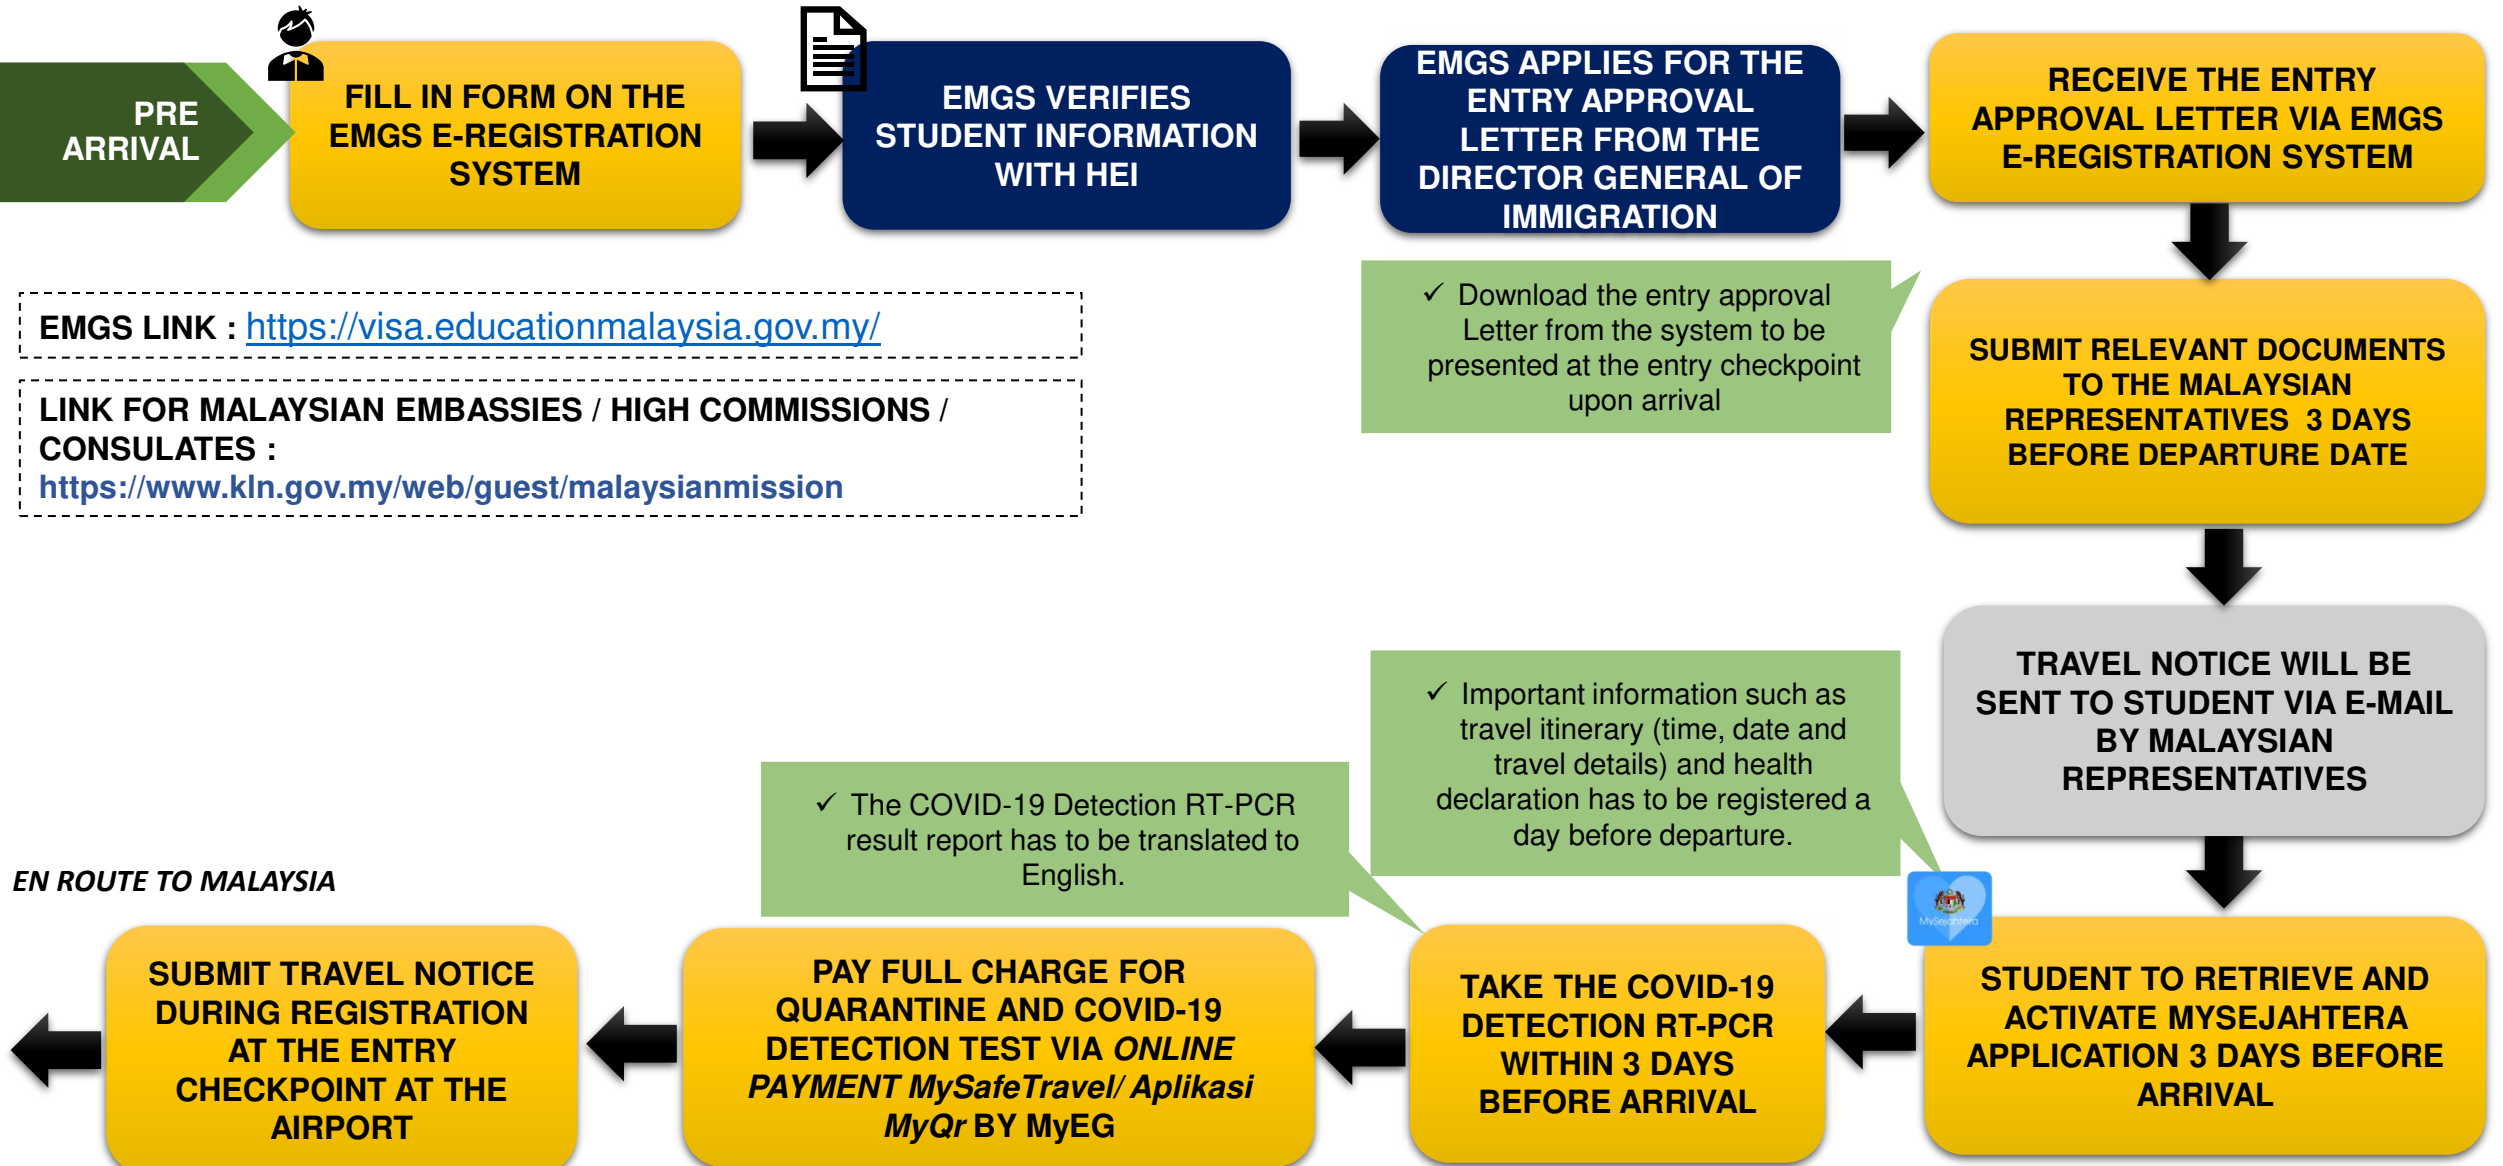 PRE
ARRIVAL
FILL IN FORM ON THE
EMGS E-REGISTRATION
SYSTEM
EMGS VERIFIES
STUDENT INFORMATION
WITH HEI
EMGS APPLIES FOR THE
ENTRY APPROVAL
LETTER FROM THE
DIRECTOR GENERAL OF
IMMIGRATION
RECEIVE THE ENTRY
APPROVAL LETTER VIA EMGS
E-REGISTRATION SYSTEM
EMGS LINK : https://visa.educationmalaysia.gov.my/
LINK FOR MALAYSIAN EMBASSIES / HIGH COMMISSIONS /
CONSULATES :
https://www.kln.gov.my/web/guest/malaysianmission
✓ Download the entry approval
Letter from the system to be
presented at the entry checkpoint
upon arrival
SUBMIT RELEVANT DOCUMENTS
TO THE MALAYSIAN
REPRESENTATIVES 3 DAYS
BEFORE DEPARTURE DATE
TRAVEL NOTICE WILL BE
SENT TO STUDENT VIA E-MAIL
BY MALAYSIAN
REPRESENTATIVES
✓ Important information such as
travel itinerary (time, date and
travel details) and health
declaration has to be registered a
day before departure.
MySejahtera
STUDENT TO RETRIEVE AND
ACTIVATE MYSEJAHTERA
APPLICATION 3 DAYS BEFORE
ARRIVAL
✓ The COVID-19 Detection RT-PCR
result report has to be translated to
English.
TAKE THE COVID-19
DETECTION RT-PCR
WITHIN 3 DAYS
BEFORE ARRIVAL
PAY FULL CHARGE FOR
QUARANTINE AND COVID-19
DETECTION TEST VIA ONLINE
PAYMENT MySafeTravel/ Aplikasi
MyQr BY MyEG
EN ROUTE TO MALAYSIA
SUBMIT TRAVEL NOTICE
DURING REGISTRATION
AT THE ENTRY
CHECKPOINT AT THE
AIRPORT